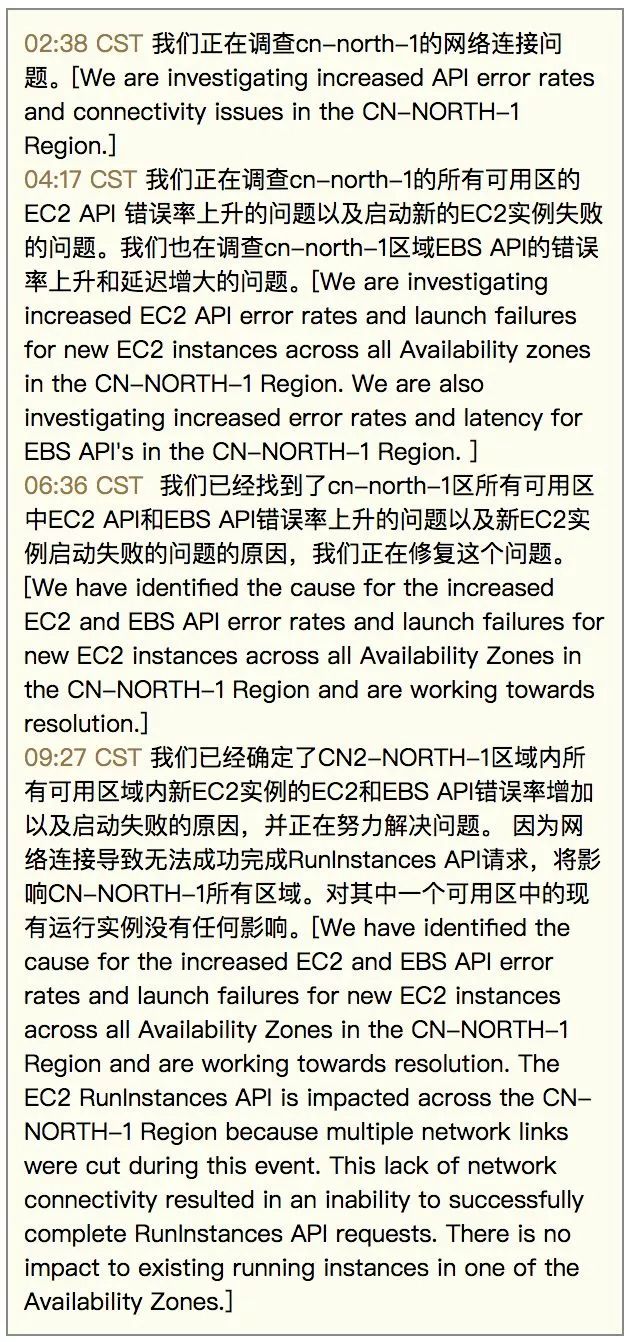 02:38 CST 我们正在调查cn-north-1的网络连接问
题。[We are investigating increased API error rates
and connectivity issues in the CN-NORTH-1
Region.]
04:17 CST 我们正在调查cn-north-1的所有可用区的
EC2 API 错误率上升的问题以及启动新的EC2实例失败
的问题。我们也在调查cn-north-1区域EBS API的错误
率上升和延迟增大的问题。[We are investigating
increased EC2 API error rates and launch failures
for new EC2 instances across all Availability zones
in the CN-NORTH-1 Region. We are also
investigating increased error rates and latency for
EBS API's in the CN-NORTH-1 Region. ]
06:36 CST  我们已经找到了cn-north-1区所有可用区
中EC2 API和EBS API错误率上升的问题以及新EC2实
例启动失败的问题的原因，我们正在修复这个问题。
[We have identified the cause for the increased
EC2 and EBS API error rates and launch failures for
new EC2 instances across all Availability Zones in
the CN-NORTH-1 Region and are working towards
resolution.]
09:27 CST 我们已经确定了CN2-NORTH-1区域内所
有可用区域内新EC2实例的EC2和EBS API错误率增加
以及启动失败的原因，并正在努力解决问题。 因为网
络连接导致无法成功完成RunInstances API请求，将影
响CN-NORTH-1所有区域。对其中一个可用区中的现
有运行实例没有任何影响。[We have identified the
cause for the increased EC2 and EBS API error
rates and launch failures for new EC2 instances
across all Availability Zones in the CN-NORTH-1
Region and are working towards resolution. The
EC2 RunInstances API is impacted across the CN-
NORTH-1 Region because multiple network links
were cut during this event. This lack of network
connectivity resulted in an inability to successfully
complete RunInstances API requests. There is no
impact to existing running instances in one of the
Availability Zones.]